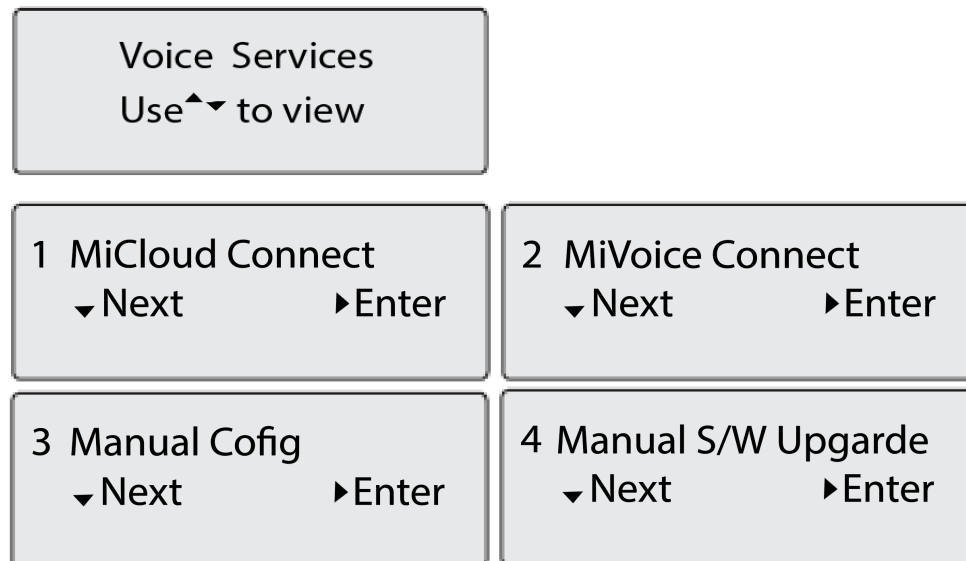 Voice Services
Use▲▼ to view
1 MiCloud Connect
▼Next ▶Enter
2 MiVoice Connect
▼Next ▶Enter
3 Manual Cofig
▼Next ▶Enter
4 Manual S/W Upgarde
▼Next ▶Enter